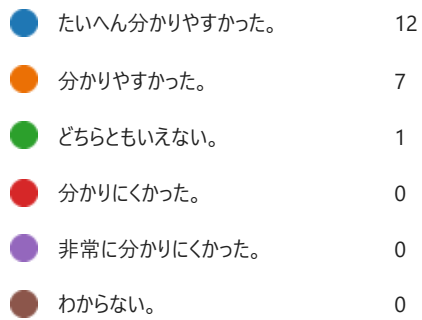 たいへん分かりやすかった。 12
分かりやすかった。 7
どちらともいえない。 1
分かりにくかった。 0
非常に分かりにくかった。 0
わからない。 0